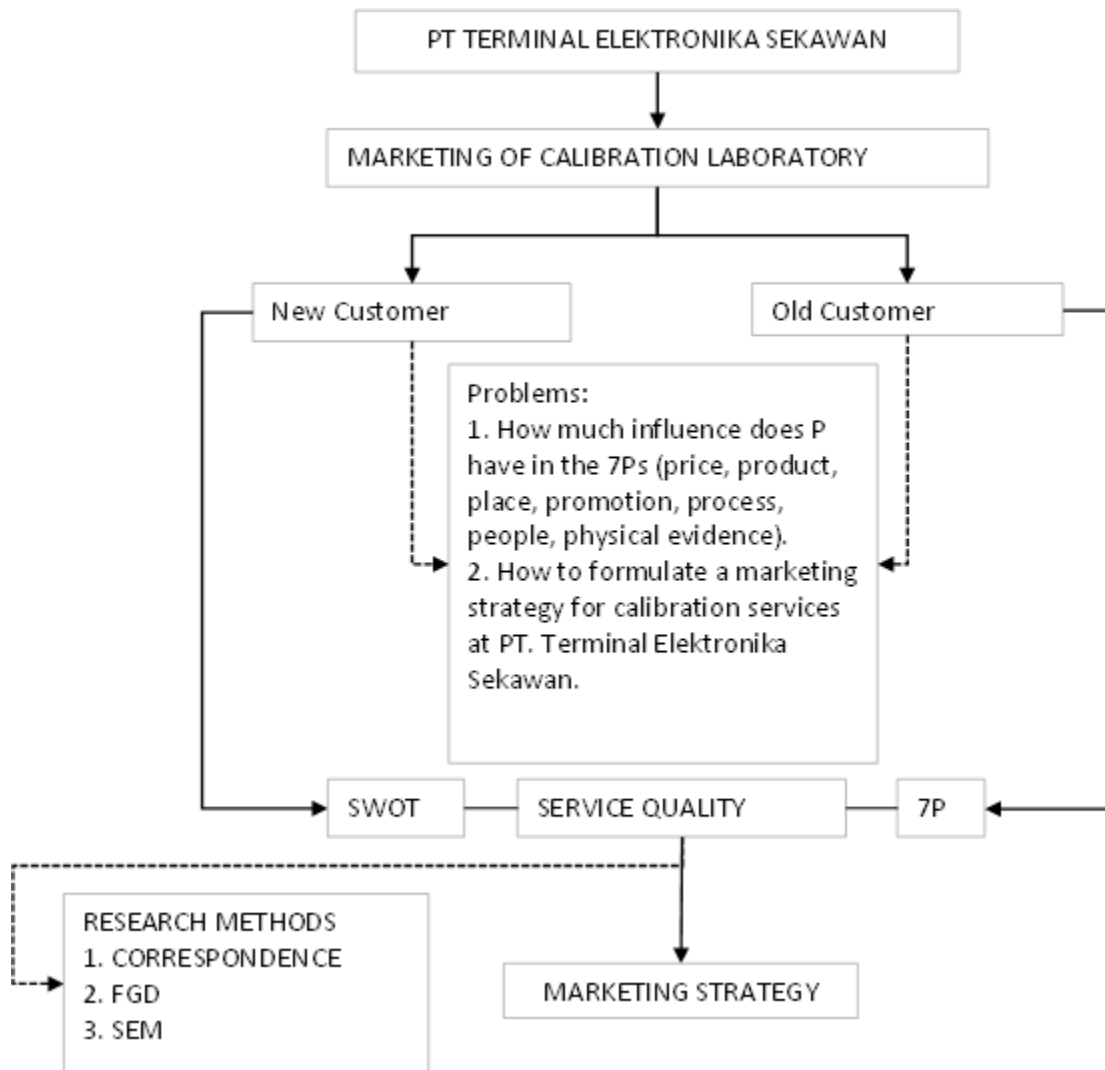 PT TERMINAL ELEKTRONIKA SEKAWAN
MARKETING OF CALIBRATION LABORATORY
New Customer
Old Customer
Problems:
1. How much influence does P
have in the 7Ps (price, product,
place, promotion, process,
people, physical evidence).
2. How to formulate a marketing
strategy for calibration services
at PT. Terminal Elektronika
Sekawan.
SWOT
SERVICE QUALITY
7P
RESEARCH METHODS
1. CORRESPONDENCE
2. FGD
3. SEM
MARKETING STRATEGY